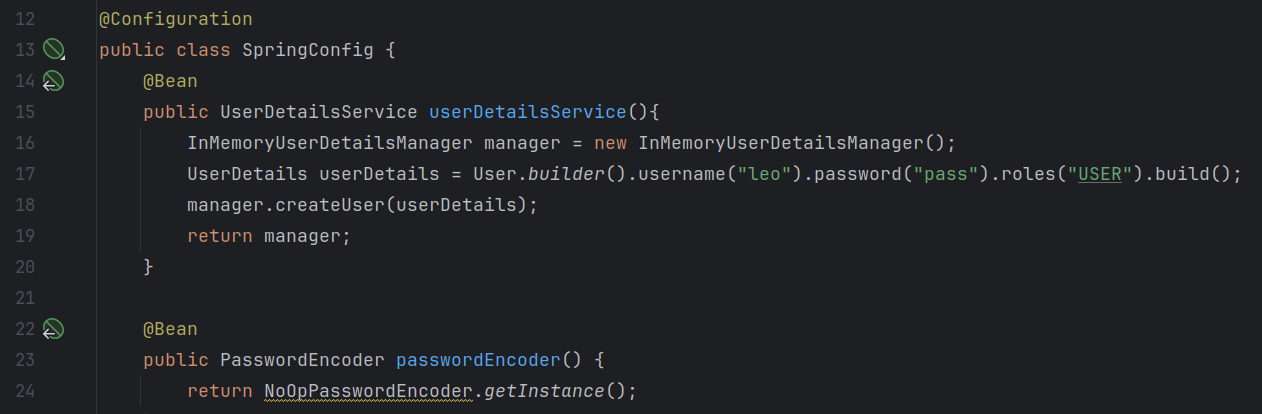 12 @Configuration
13 public class SpringConfig {
14     @Bean
15     public UserDetailsService userDetailsService(){
16         InMemoryUserDetailsManager manager = new InMemoryUserDetailsManager();
17         UserDetails userDetails = User.builder().username("leo").password("pass").roles("USER").build();
18         manager.createUser(userDetails);
19         return manager;
20     }
21
22     @Bean
23     public PasswordEncoder passwordEncoder() {
24         return NoOpPasswordEncoder.getInstance();